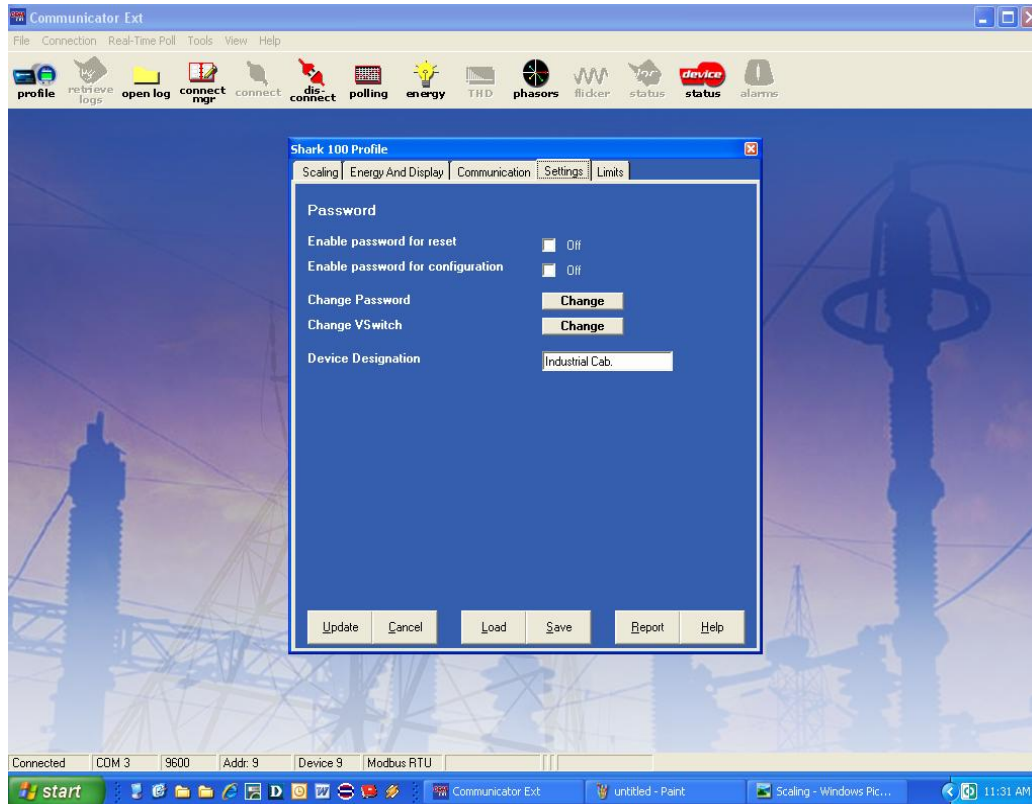 Communicator Ext
File Connection Real-Time Poll Tools View Help
profile retrieve logs open log connect mgr connect dis-connect polling energy THD phasors flicker status device status alarms
Shark 100 Profile
Scaling Energy And Display Communication Settings Limits
Password
Enable password for reset Off
Enable password for configuration Off
Change Password Change
Change VSwitch Change
Device Designation Industrial Cab.
Update Cancel Load Save Report Help
Connected COM 3 9600 Addr: 9 Device 9 Modbus RTU
start Communicator Ext untitled - Paint Scaling - Windows Pic... 11:31 AM